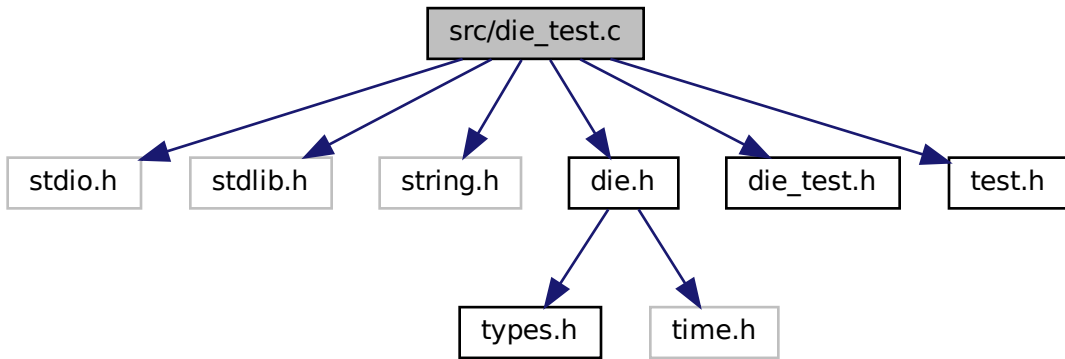 src/die_test.c
stdio.h
stdlib.h
string.h
die.h
die_test.h
test.h
types.h
time.h